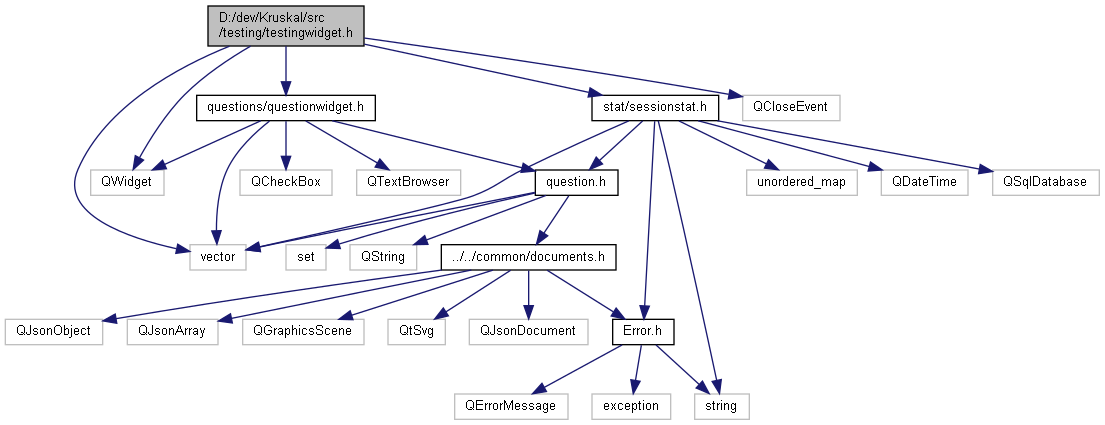 D:/dev/Kruskal/src
/testing/testingwidget.h
questions/questionwidget.h
stat/sessionstat.h
QCloseEvent
QWidget
QCheckBox
QTextBrowser
question.h
unordered_map
QDateTime
QSqlDatabase
vector
set
QString
../../common/documents.h
QJsonObject
QJsonArray
QGraphicsScene
QtSvg
QJsonDocument
Error.h
QErrorMessage
exception
string